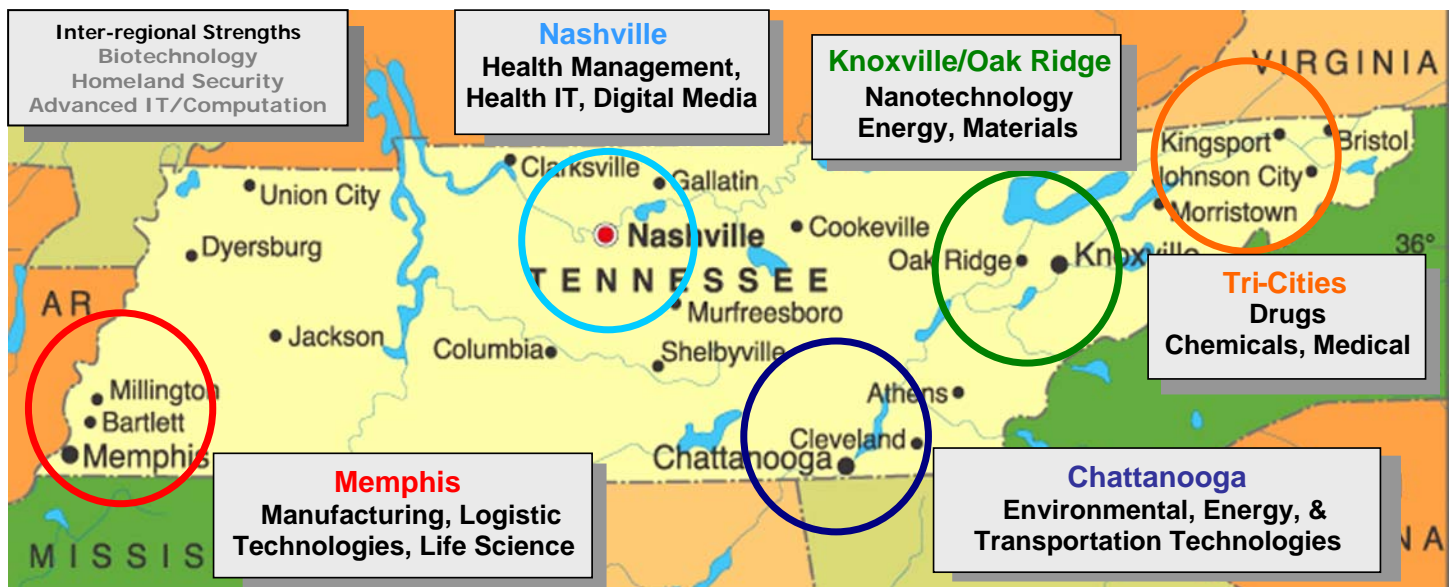 Inter-regional Strengths
Biotechnology
Homeland Security
Advanced IT/Computation
Nashville
Health Management,
Health IT, Digital Media
Knoxville/Oak Ridge
Nanotechnology
Energy, Materials
VIRGINIA
Kingsport
Bristol
Johnson City
Morristown
Clarksville
Gallatin
Union City
Nashville
Cookeville
Dyersburg
Oak Ridge
Knoxville
36°
TENNESSEE
AR
Murfreesboro
Jackson
Columbia
Shelbyville
Tri-Cities
Drugs
Chemicals, Medical
Millington
Bartlett
Memphis
Athens
Cleveland
Chattanooga
Memphis
Manufacturing, Logistic
Technologies, Life Science
Chattanooga
Environmental, Energy, &
Transportation Technologies
MISSIS
NA